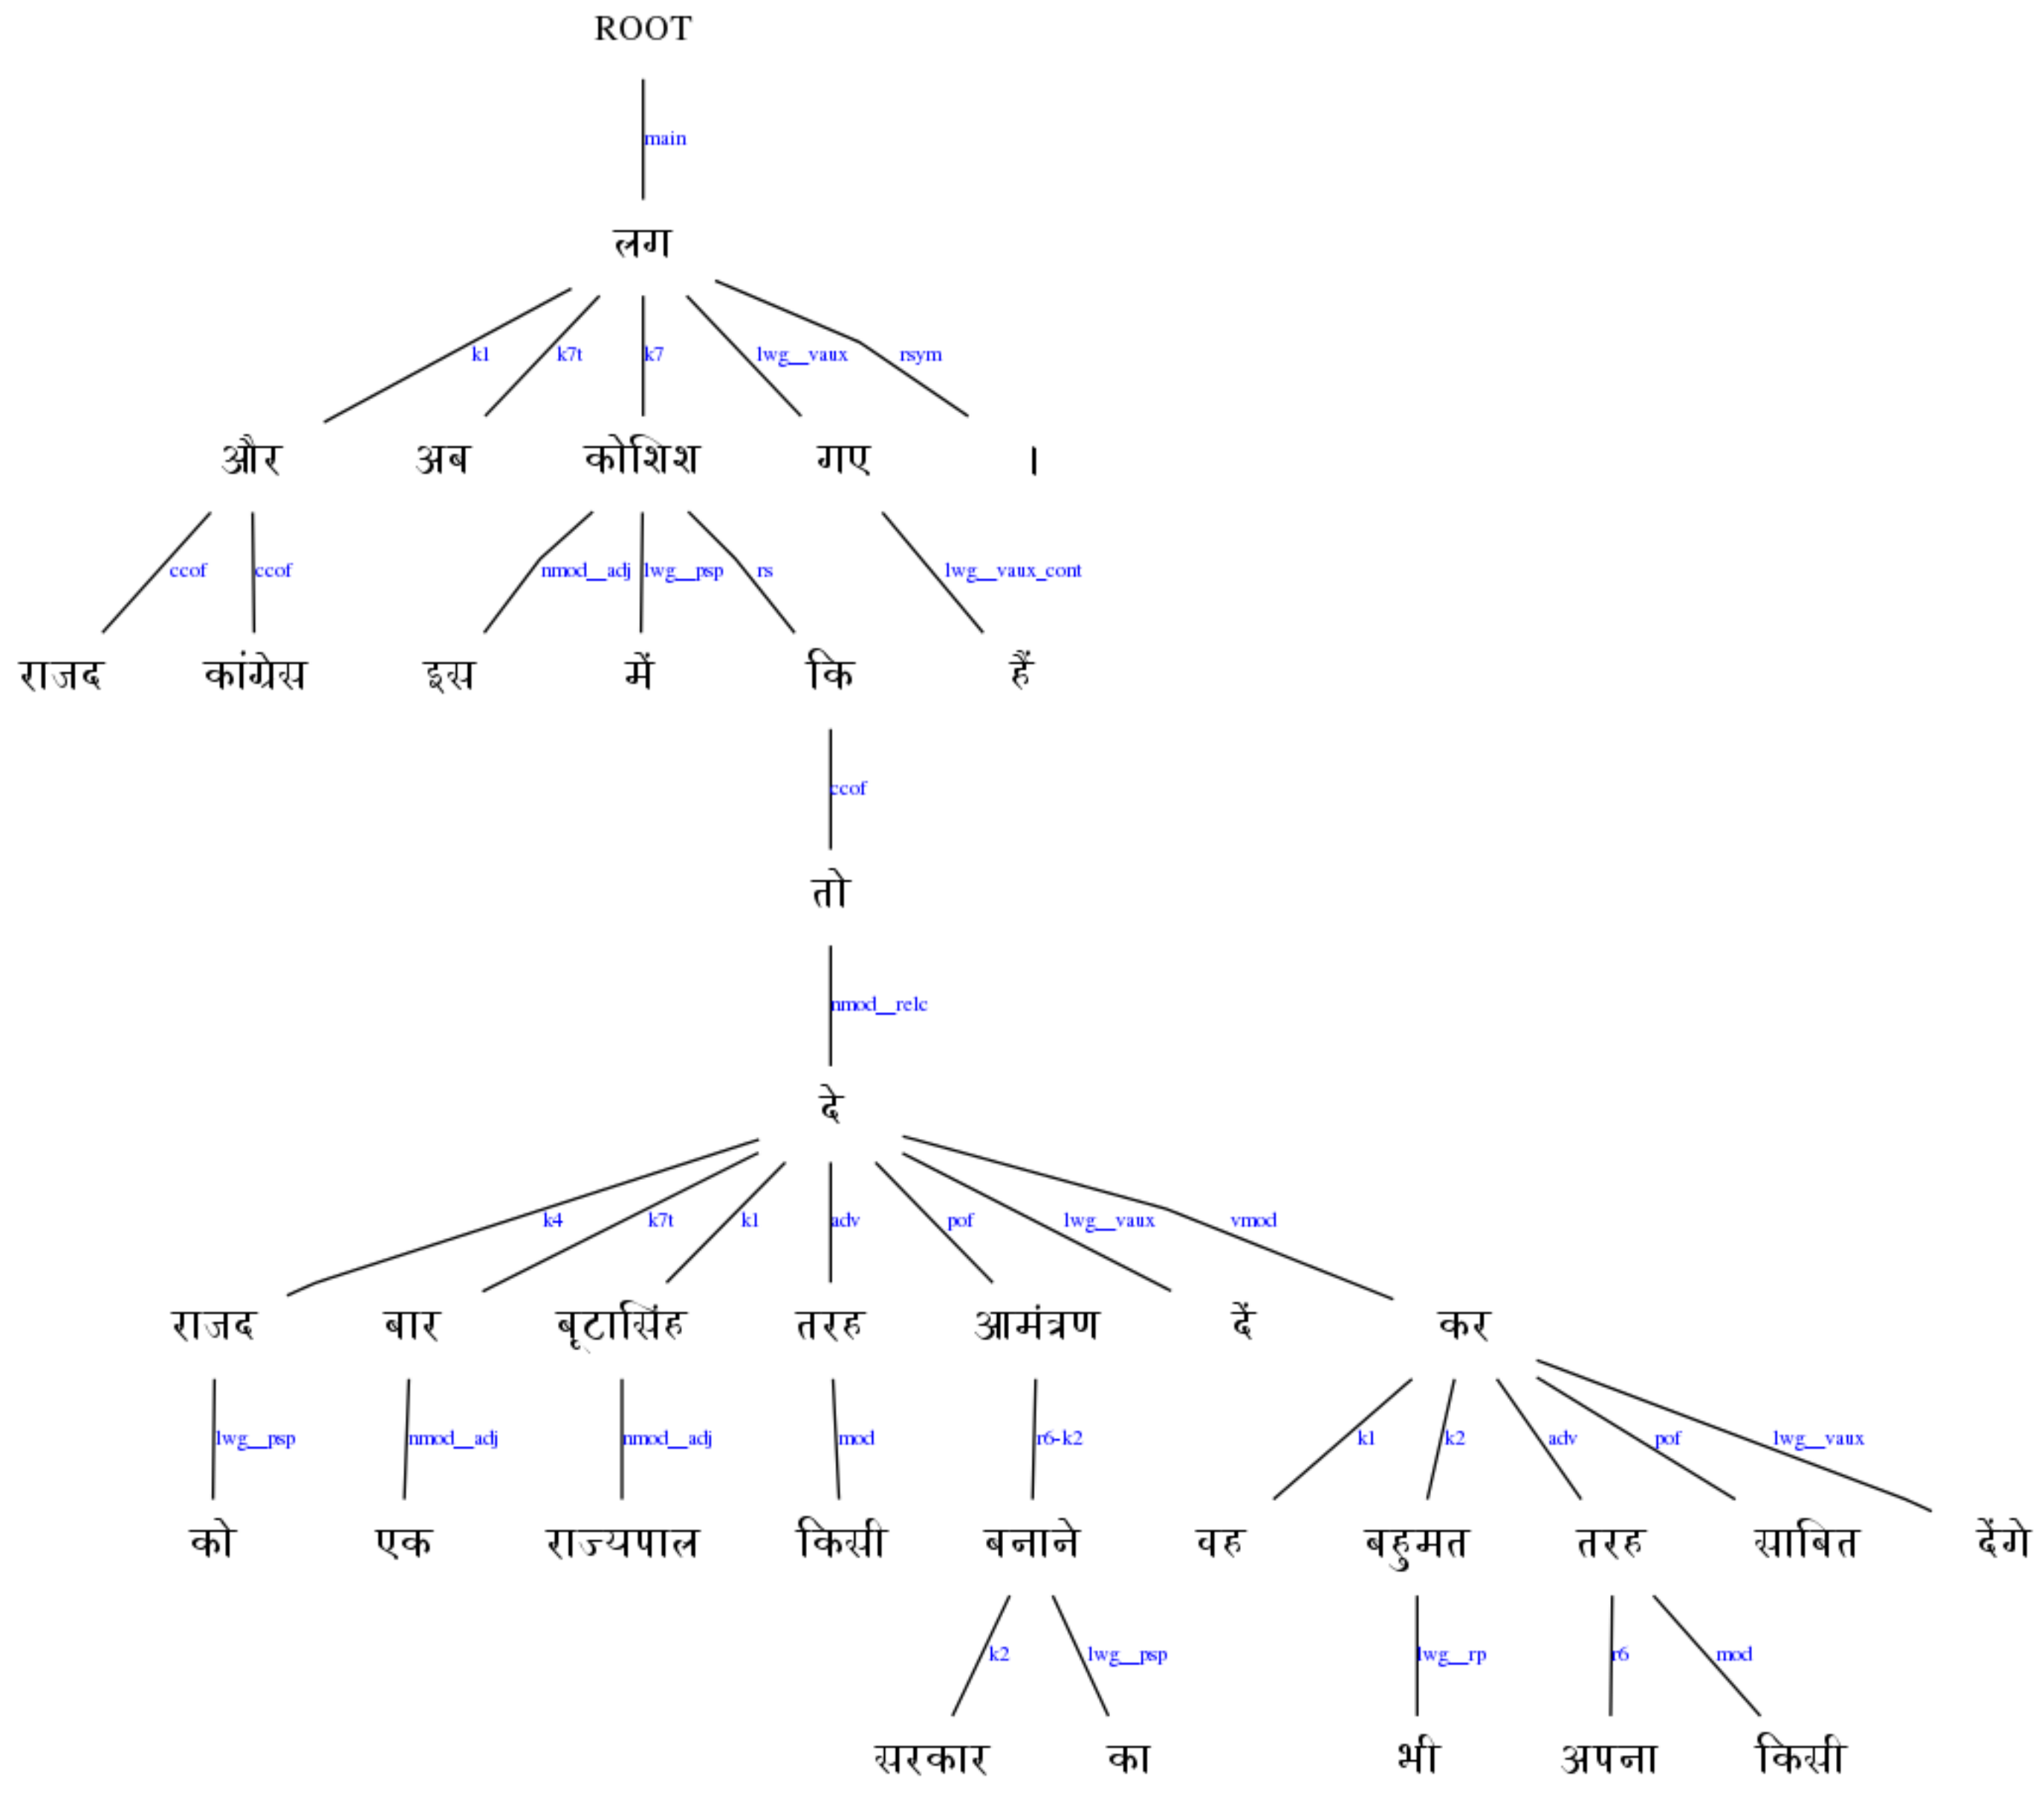 ROOT
main
लग
k1 k7t k7 lwg__vaux rsym
और अब कोशिश गए ।
ccof ccof nmod__adj lwg__psp rs lwg__vaux_cont
राजद कांग्रेस इस में कि हैं
ccof
तो
nmod__relc
दे
k4 k7t k1 adv pof lwg__vaux vmod
राजद बार बूटासिंह तरह आमंत्रण दें कर
lwg__psp nmod__adj nmod__adj mod r6-k2 k1 k2 adv pof lwg__vaux
को एक राज्यपाल किसी बनाने वह बहुमत तरह साबित देंगे
k2 lwg__psp lwg__rp r6 mod
सरकार का भी अपना किसी